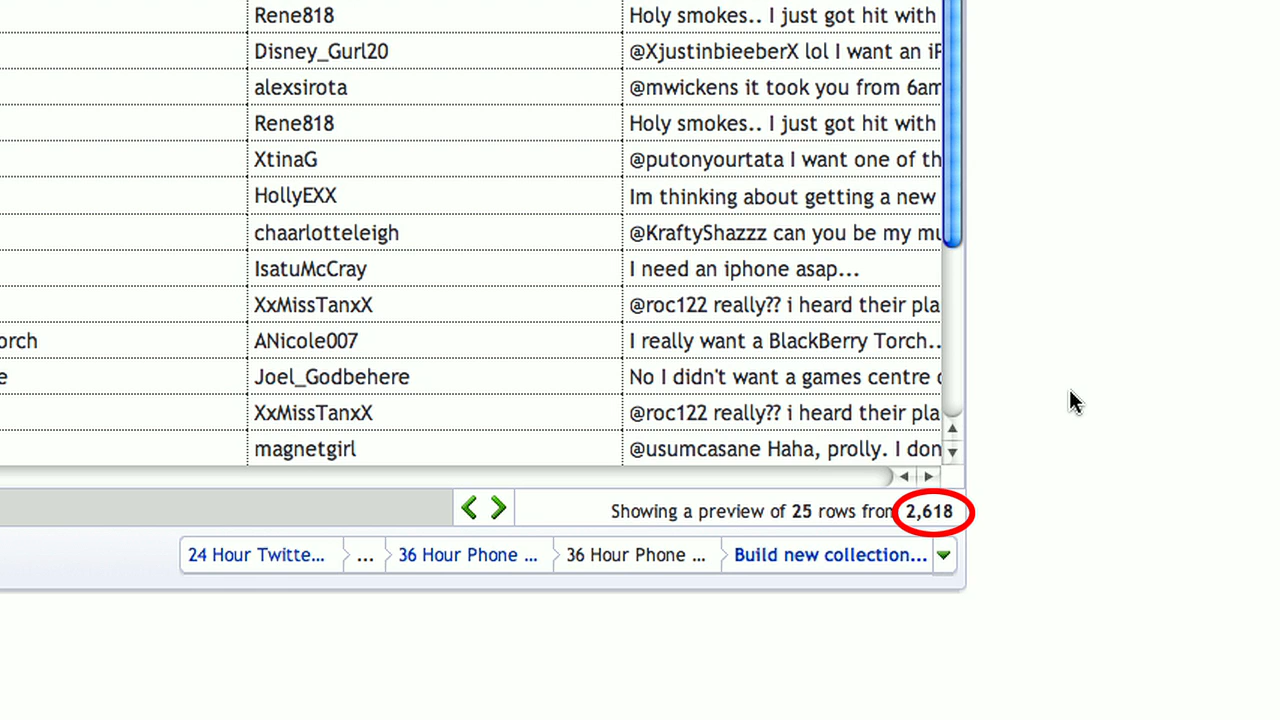 Rene818 Holy smokes.. I just got hit with
Disney_Gurl20 @XjustinbieeberX lol I want an iP
alexsirota @mwickens it took you from 6am
Rene818 Holy smokes.. I just got hit with
XtinaG @putonyourtata I want one of th
HollyEXX Im thinking about getting a new
chaarlotteleigh @KraftyShazzz can you be my mu
IsatuMcCray I need an iphone asap...
XxMissTanxX @roc122 really?? i heard their pla
orch ANicole007 I really want a BlackBerry Torch..
e Joel_Godbehere No I didn't want a games centre
XxMissTanxX @roc122 really?? i heard their pla
magnetgirl @usumcasane Haha, prolly. I don
Showing a preview of 25 rows from 2,618
24 Hour Twitte... ... 36 Hour Phone ... 36 Hour Phone ... Build new collection...